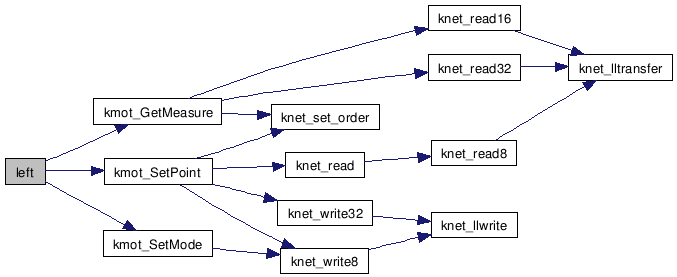 left
kmot_GetMeasure
kmot_SetPoint
kmot_SetMode
knet_set_order
knet_read
knet_write32
knet_write8
knet_read16
knet_read32
knet_read8
knet_llwrite
knet_lltransfer